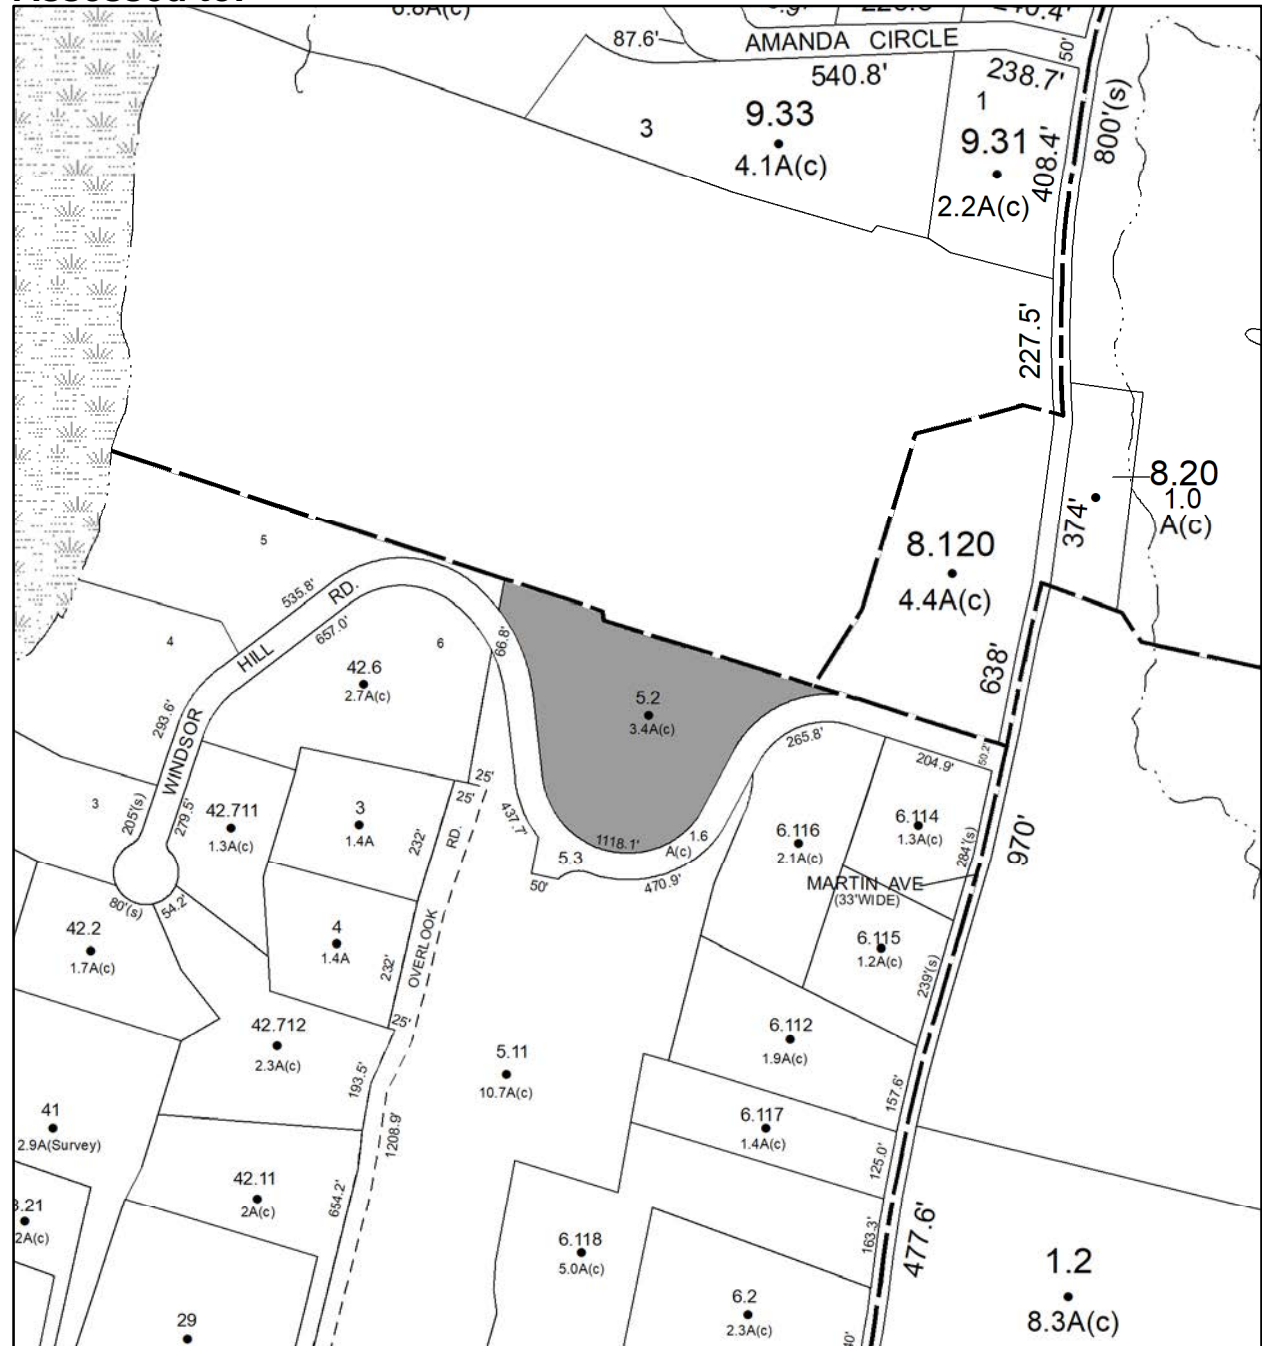 Assessed to:
6.8A(c)
87.6'
AMANDA CIRCLE
50'
540.8'
238.7'
800'(s)
3
9.33
4.1A(c)
1
9.31
2.2A(c)
408.4'
227.5'
8.20
1.0
A(c)
374'
8.120
4.4A(c)
638'
5
535.8'
WINDSOR HILL RD.
657.0'
66.8'
4
6
42.6
2.7A(c)
5.2
3.4A(c)
293.6'
265.8'
204.9'
50.2'
3
205'(s)
279.5'
42.711
1.3A(c)
3
1.4A
232'
25'
25'
437.7'
OVERLOOK RD.
1118.1'
1.6
A(c)
5.3
50'
470.9'
6.116
2.1A(c)
6.114
1.3A(c)
284'(s)
970'
MARTIN AVE
(33'WIDE)
80'(s)
54.2'
42.2
1.7A(c)
4
1.4A
232'
25'
6.115
1.2A(c)
239'(s)
42.712
2.3A(c)
193.5'
1208.9'
5.11
10.7A(c)
6.112
1.9A(c)
157.6'
41
2.9A(Survey)
6.117
1.4A(c)
125.0'
42.11
2A(c)
654.2'
3.21
2A(c)
6.118
5.0A(c)
163.3'
477.6'
1.2
8.3A(c)
6.2
2.3A(c)
29
40'